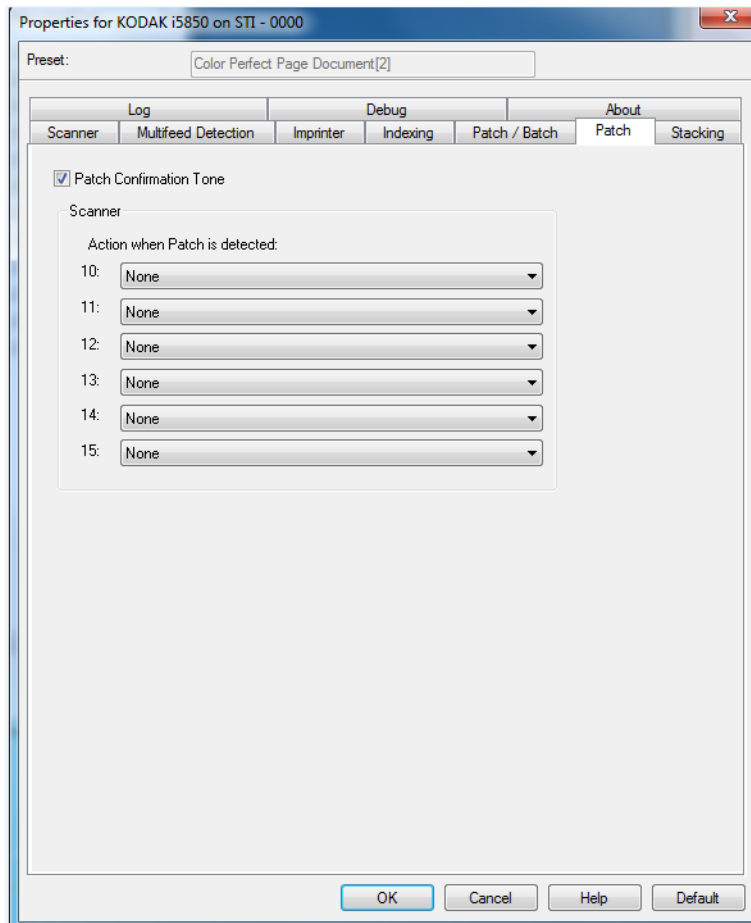 Properties for KODAK i5850 on STI - 0000
Preset: Color Perfect Page Document[2]
Log Debug About
Scanner Multifeed Detection Imprinter Indexing Patch / Batch Patch Stacking
Patch Confirmation Tone
Scanner
Action when Patch is detected:
10: None
11: None
12: None
13: None
14: None
15: None
OK Cancel Help Default